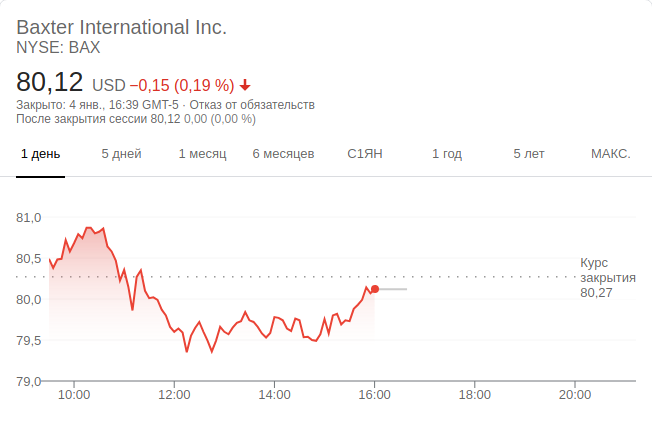 Baxter International Inc.
NYSE: BAX
80,12 USD −0,15 (0,19 %)
Закрыто: 4 янв., 16:39 GMT-5 · Отказ от обязательств
После закрытия сессии 80,12 0,00 (0,00 %)
1 день 5 дней 1 месяц 6 месяцев С1ЯН 1 год 5 лет МАКС.
81,0
80,5
80,0
79,5
79,0
Курс
закрытия
80,27
10:00 12:00 14:00 16:00 18:00 20:00